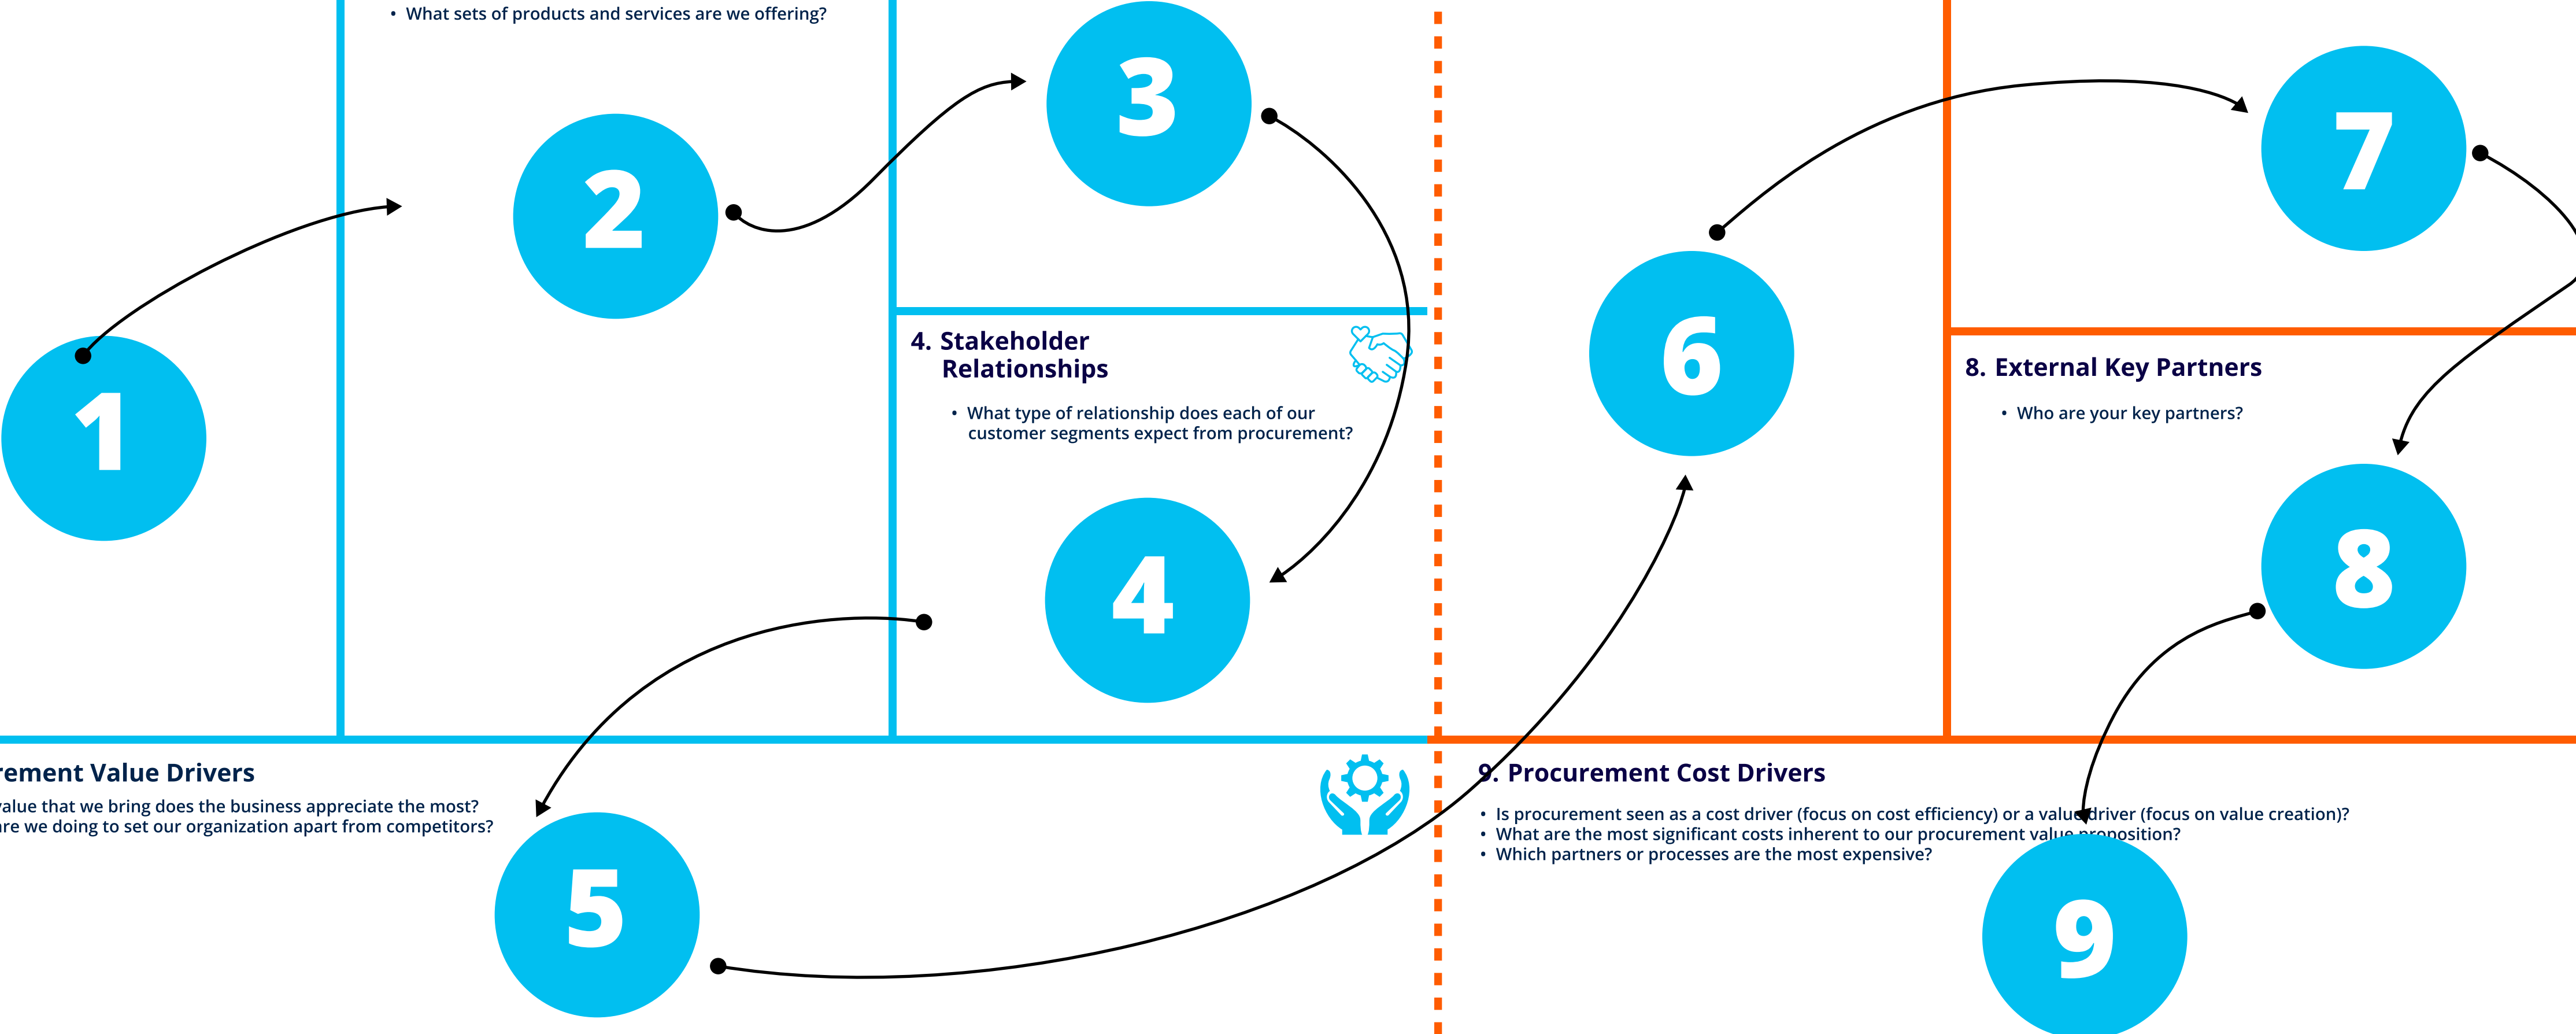 • What sets of products and services are we offering?
1
2
3
4. Stakeholder
Relationships
• What type of relationship does each of our
customer segments expect from procurement?
4
rement Value Drivers
value that we bring does the business appreciate the most?
are we doing to set our organization apart from competitors?
5
6
7
8. External Key Partners
• Who are your key partners?
8
9. Procurement Cost Drivers
• Is procurement seen as a cost driver (focus on cost efficiency) or a value driver (focus on value creation)?
• What are the most significant costs inherent to our procurement value proposition?
• Which partners or processes are the most expensive?
9